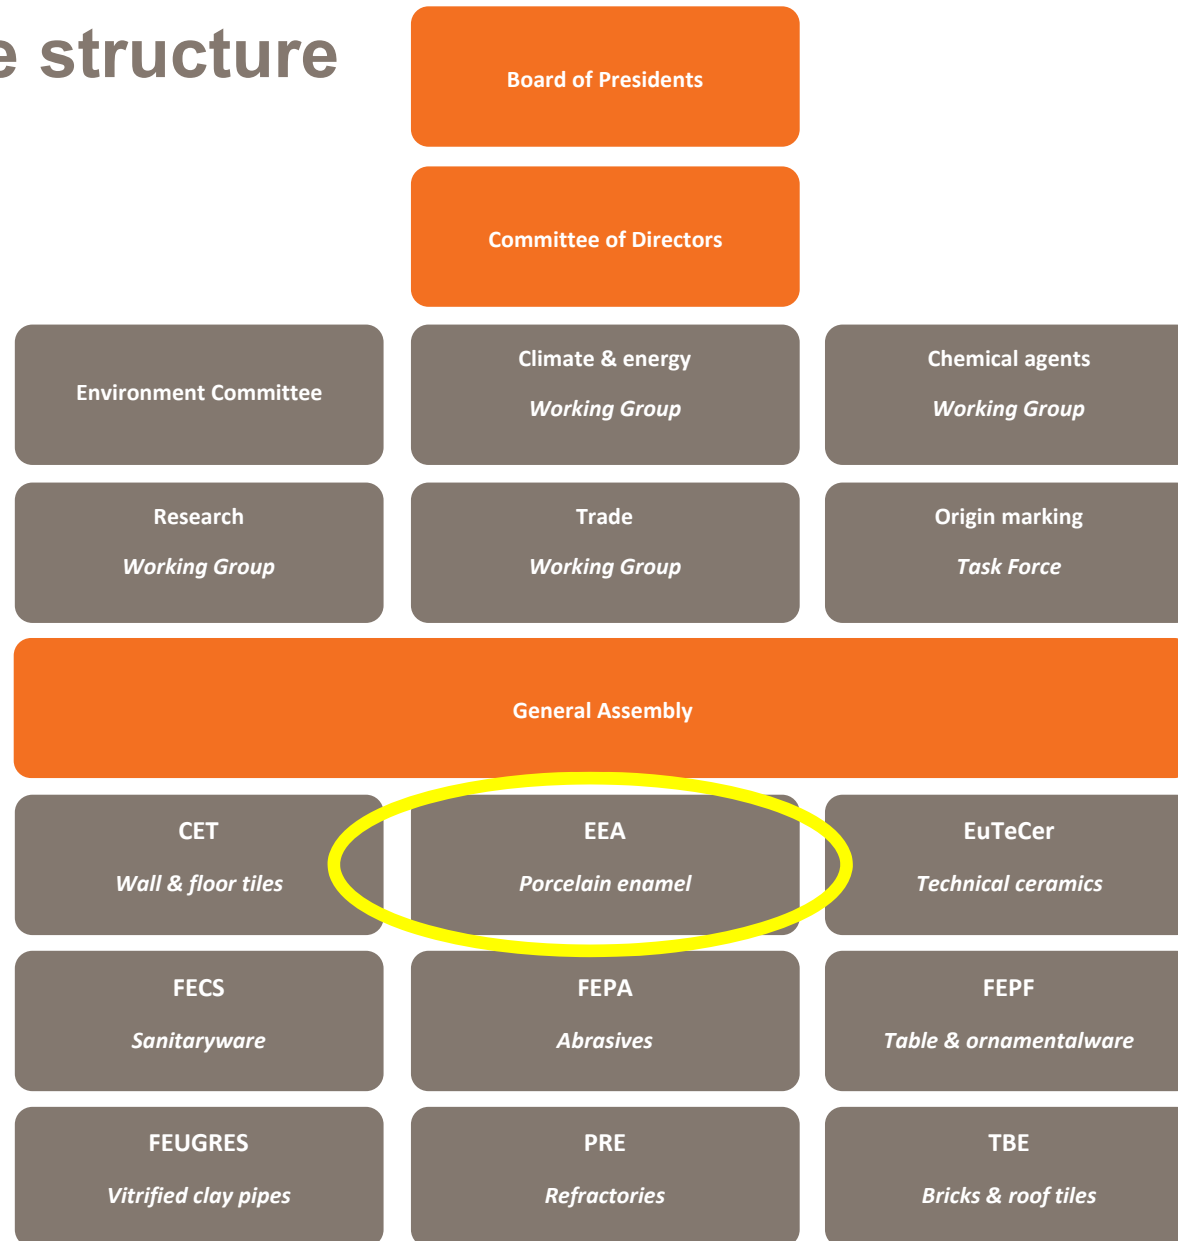 e structure
Board of Presidents
Committee of Directors
Environment Committee
Climate & energy
Working Group
Chemical agents
Working Group
Research
Working Group
Trade
Working Group
Origin marking
Task Force
General Assembly
CET
Wall & floor tiles
EEA
Porcelain enamel
EuTeCer
Technical ceramics
FECS
Sanitaryware
FEPA
Abrasives
FEPF
Table & ornamentalware
FEUGRES
Vitrified clay pipes
PRE
Refractories
TBE
Bricks & roof tiles